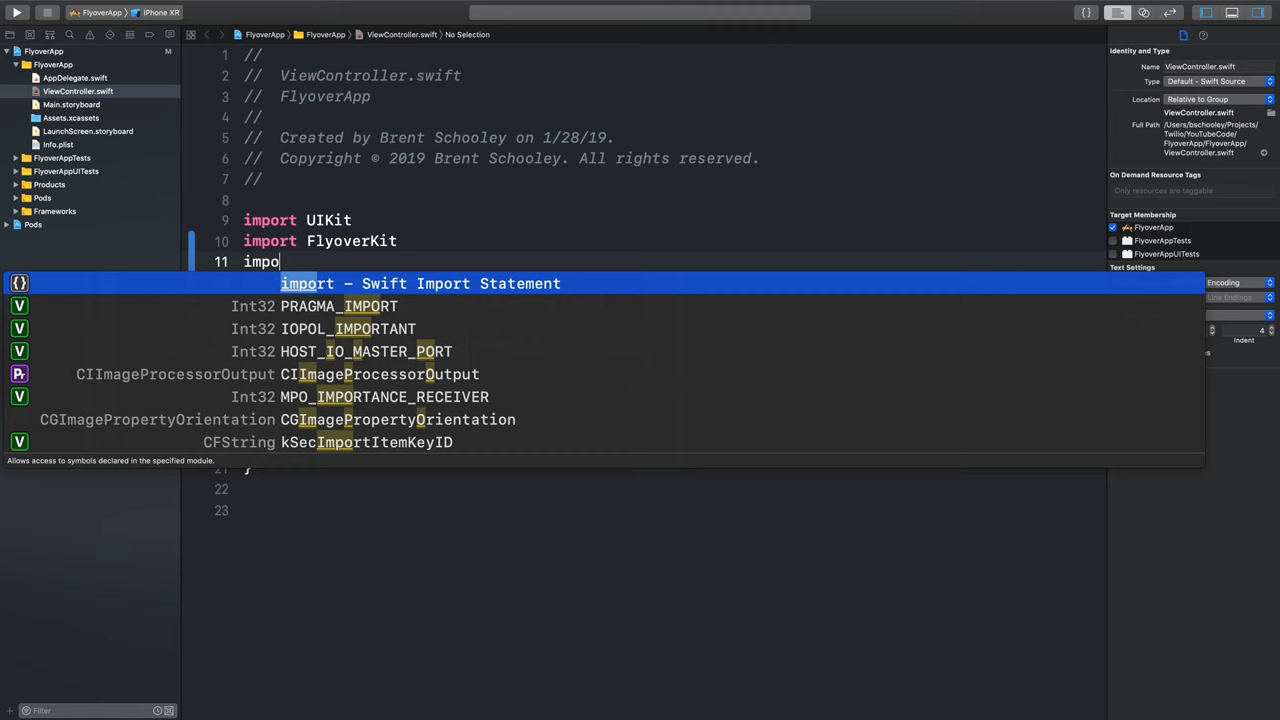 FlyoverApp 〉 iPhone XR
FlyoverApp 〉 FlyoverApp 〉 ViewController.swift 〉 No Selection
FlyoverApp M
FlyoverApp
AppDelegate.swift
ViewController.swift
Main.storyboard
Assets.xcassets
LaunchScreen.storyboard
Info.plist
FlyoverAppTests
FlyoverAppUITests
Products
Pods
Frameworks
Pods
Filter
1 //
2 //  ViewController.swift
3 //  FlyoverApp
4 //
5 //  Created by Brent Schooley on 1/28/19.
6 //  Copyright © 2019 Brent Schooley. All rights reserved.
7 //
8
9 import UIKit
10 import FlyoverKit
11 impo
{} import – Swift Import Statement
V Int32 PRAGMA_IMPORT
V Int32 IOPOL_IMPORTANT
V Int32 HOST_IO_MASTER_PORT
Pr CIImageProcessorOutput CIImageProcessorOutput
V Int32 MPO_IMPORTANCE_RECEIVER
CGImagePropertyOrientation CGImagePropertyOrientation
V CFString kSecImportItemKeyID
Allows access to symbols declared in the specified module.
21 }
22
23
Identity and Type
Name ViewController.swift
Type Default - Swift Source
Location Relative to Group
ViewController.swift
Full Path /Users/bschooley/Projects/
Twilio/YouTubeCode/
FlyoverApp/FlyoverApp/
ViewController.swift
On Demand Resource Tags
Only resources are taggable
Target Membership
FlyoverApp
FlyoverAppTests
FlyoverAppUITests
Text Settings
Encoding
Line Endings
4
Indent